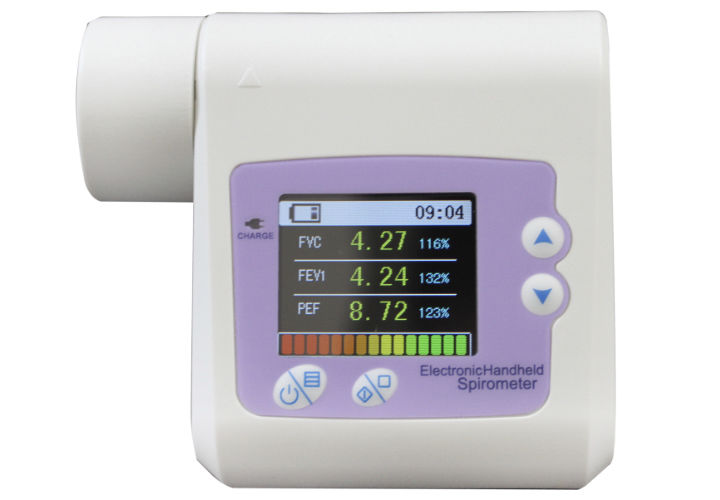 09:04
CHARGE
FVC 4.27 116%
FEV1 4.24 132%
PEF 8.72 123%
ElectronicHandheld
Spirometer